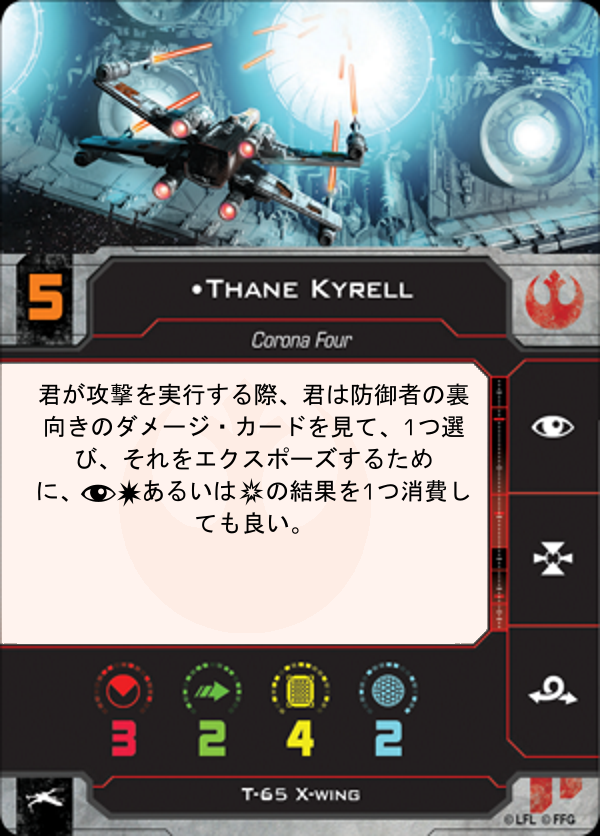 5
•Thane Kyrell
Corona Four
君が攻撃を実行する際、君は防御者の裏
向きのダメージ・カードを見て、1つ選
び、それをエクスポーズするため
に、あるいはの結果を1つ消費し
ても良い。
3 2 4 2
T-65 X-wing
©LFL ©FFG